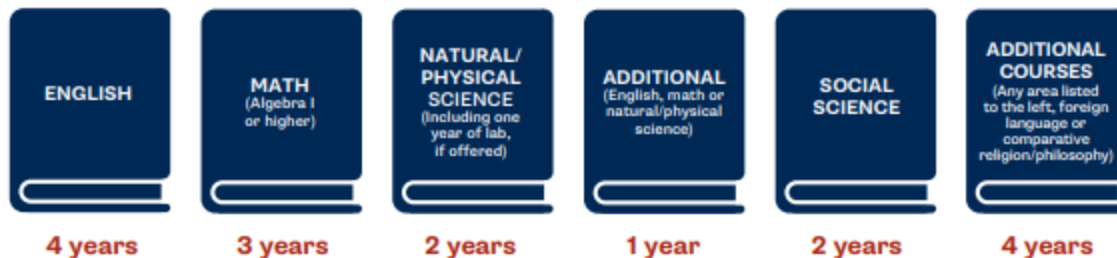 ENGLISH
MATH
(Algebra I
or higher)
NATURAL/
PHYSICAL
SCIENCE
(Including one
year of lab,
if offered)
ADDITIONAL
(English, math or
natural/physical
science)
SOCIAL
SCIENCE
ADDITIONAL
COURSES
(Any area listed
to the left, foreign
language or
comparative
religion/philosophy)
4 years
3 years
2 years
1 year
2 years
4 years